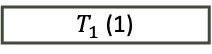 T₁ (1)